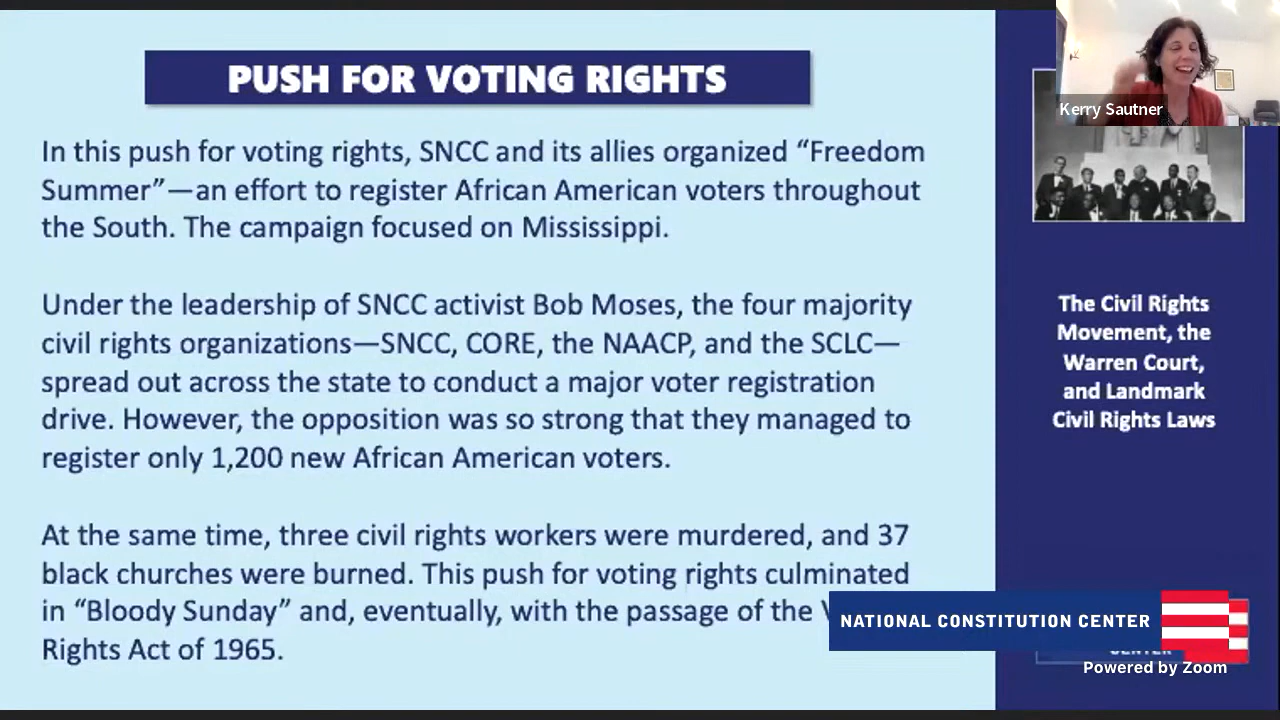 PUSH FOR VOTING RIGHTS
In this push for voting rights, SNCC and its allies organized “Freedom
Summer”—an effort to register African American voters throughout
the South. The campaign focused on Mississippi.
Under the leadership of SNCC activist Bob Moses, the four majority
civil rights organizations—SNCC, CORE, the NAACP, and the SCLC—
spread out across the state to conduct a major voter registration
drive. However, the opposition was so strong that they managed to
register only 1,200 new African American voters.
At the same time, three civil rights workers were murdered, and 37
black churches were burned. This push for voting rights culminated
in “Bloody Sunday” and, eventually, with the passage of the
Rights Act of 1965.
Kerry Sautner
The Civil Rights
Movement, the
Warren Court,
and Landmark
Civil Rights Laws
NATIONAL CONSTITUTION CENTER
Powered by Zoom